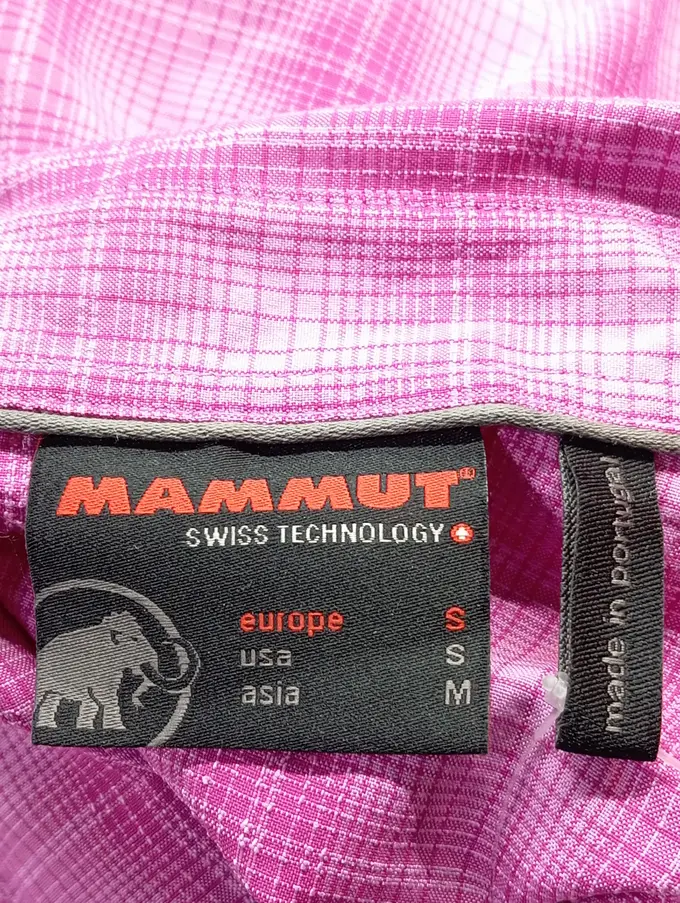 MAMMUT®
SWISS TECHNOLOGY
europe S
usa S
asia M
made in portugal